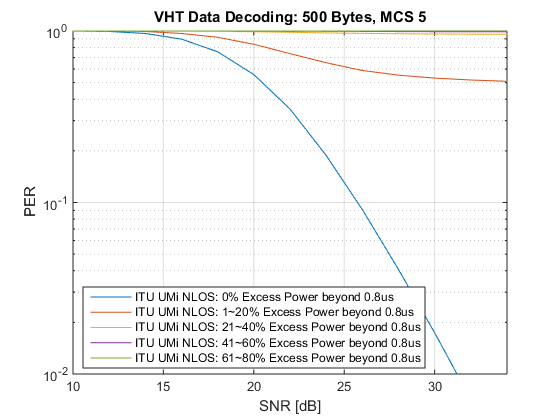 VHT Data Decoding: 500 Bytes, MCS 5
10^0
10^-1
10^-2
PER
ITU UMi NLOS: 0% Excess Power beyond 0.8us
ITU UMi NLOS: 1~20% Excess Power beyond 0.8us
ITU UMi NLOS: 21~40% Excess Power beyond 0.8us
ITU UMi NLOS: 41~60% Excess Power beyond 0.8us
ITU UMi NLOS: 61~80% Excess Power beyond 0.8us
10 15 20 25 30
SNR [dB]